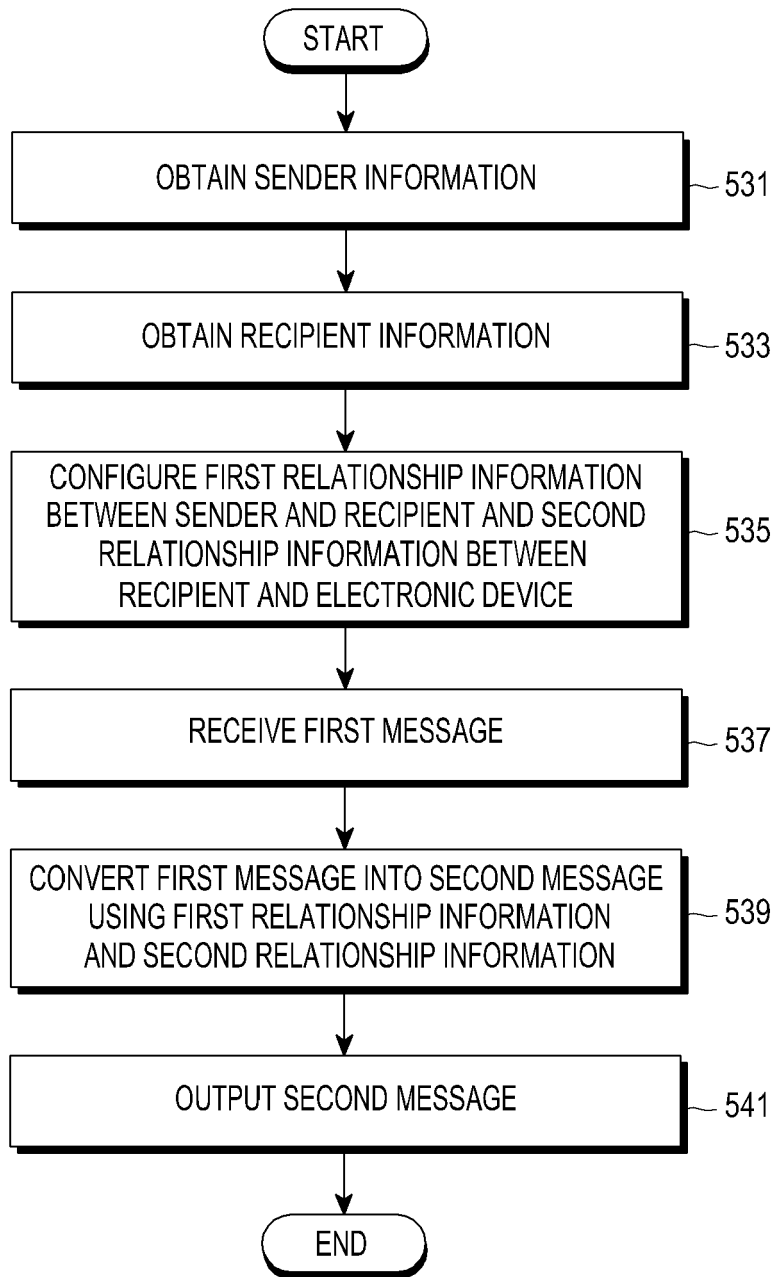 START
OBTAIN SENDER INFORMATION
531
OBTAIN RECIPIENT INFORMATION
533
CONFIGURE FIRST RELATIONSHIP INFORMATION
BETWEEN SENDER AND RECIPIENT AND SECOND
RELATIONSHIP INFORMATION BETWEEN
RECIPIENT AND ELECTRONIC DEVICE
535
RECEIVE FIRST MESSAGE
537
CONVERT FIRST MESSAGE INTO SECOND MESSAGE
USING FIRST RELATIONSHIP INFORMATION
AND SECOND RELATIONSHIP INFORMATION
539
OUTPUT SECOND MESSAGE
541
END